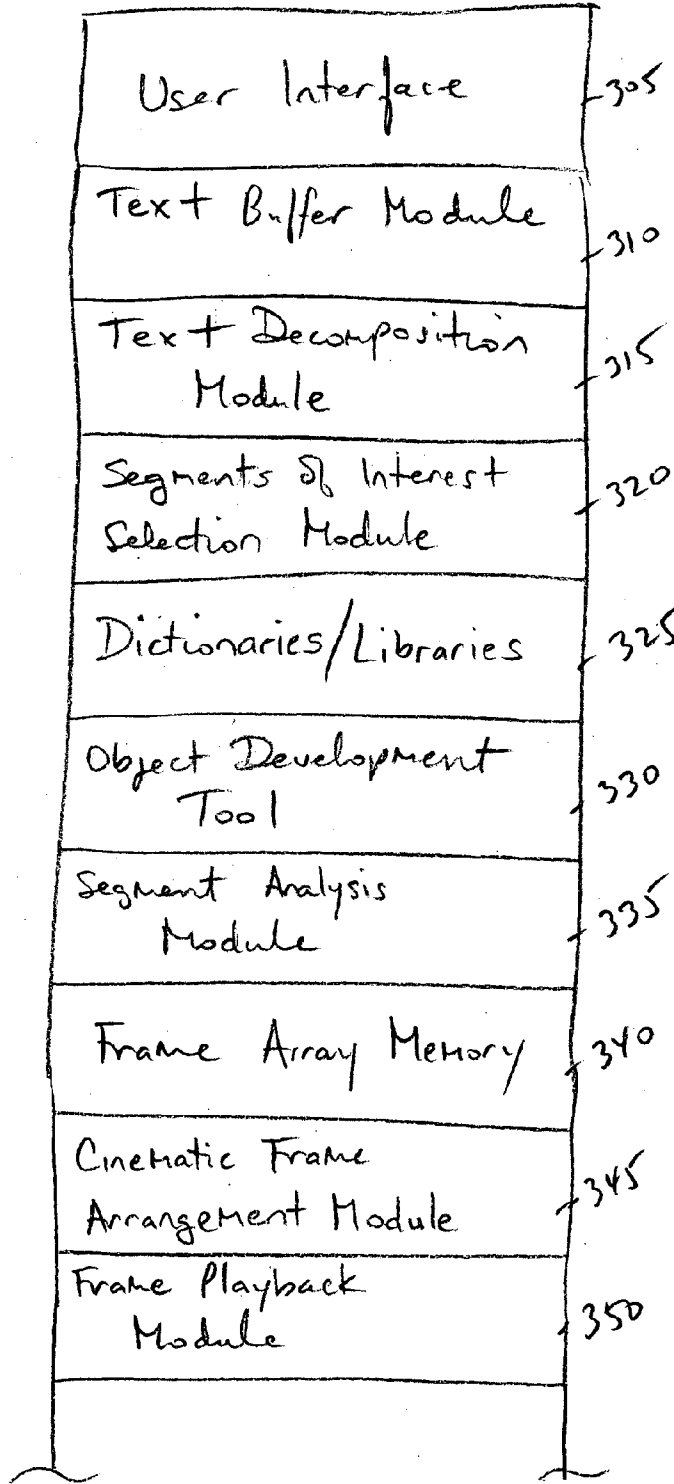 User Interface
305
Text Buffer Module
310
Text Decomposition
315
Module
Segments of Interest
320
Selection Module
Dictionaries/Libraries
325
Object Development
330
Tool
Segment Analysis
335
Module
Frame Array Memory
340
Cinematic Frame
345
Arrangement Module
Frame Playback
350
Module